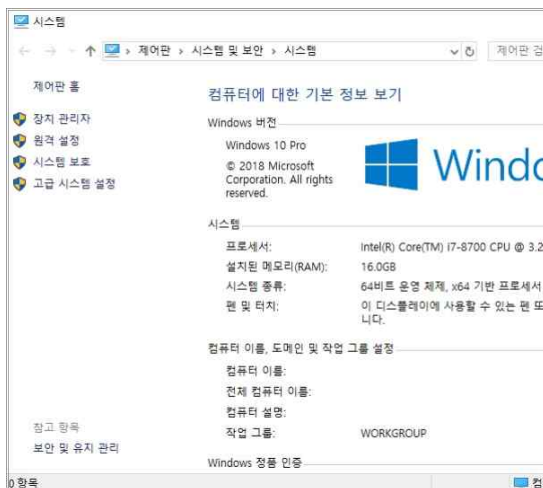 시스템
제어판 > 시스템 및 보안 > 시스템
제어판 검
제어판 홈
장치 관리자
원격 설정
시스템 보호
고급 시스템 설정
컴퓨터에 대한 기본 정보 보기
Windows 버전
Windows 10 Pro
© 2018 Microsoft
Corporation. All rights
reserved.
Windo
시스템
프로세서: Intel(R) Core(TM) i7-8700 CPU @ 3.2
설치된 메모리(RAM): 16.0GB
시스템 종류: 64비트 운영 체제, x64 기반 프로세서
펜 및 터치: 이 디스플레이에 사용할 수 있는 펜 또
니다.
컴퓨터 이름, 도메인 및 작업 그룹 설정
컴퓨터 이름:
전체 컴퓨터 이름:
컴퓨터 설명:
작업 그룹: WORKGROUP
Windows 정품 인증
참고 항목
보안 및 유지 관리
0 항목
컴